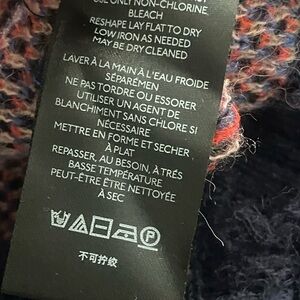 USE ONLY NON-CHLORINE
BLEACH
RESHAPE LAY FLAT TO DRY
LOW IRON AS NEEDED
MAY BE DRY CLEANED
LAVER À LA MAIN À L'EAU FROIDE
SÉPARÉMEN
NE PAS TORDRE OU ESSORER
UTILISER UN AGENT DE
BLANCHIMENT SANS CHLORE SI
NÉCESSAIRE
METTRE EN FORME ET SECHER
À PLAT
REPASSER, AU BESOIN, À TRÉS
BASSE TEMPÉRATURE
PEUT-ÊTRE ÊTRE NETTOYÉE
À SEC
P
不可拧绞